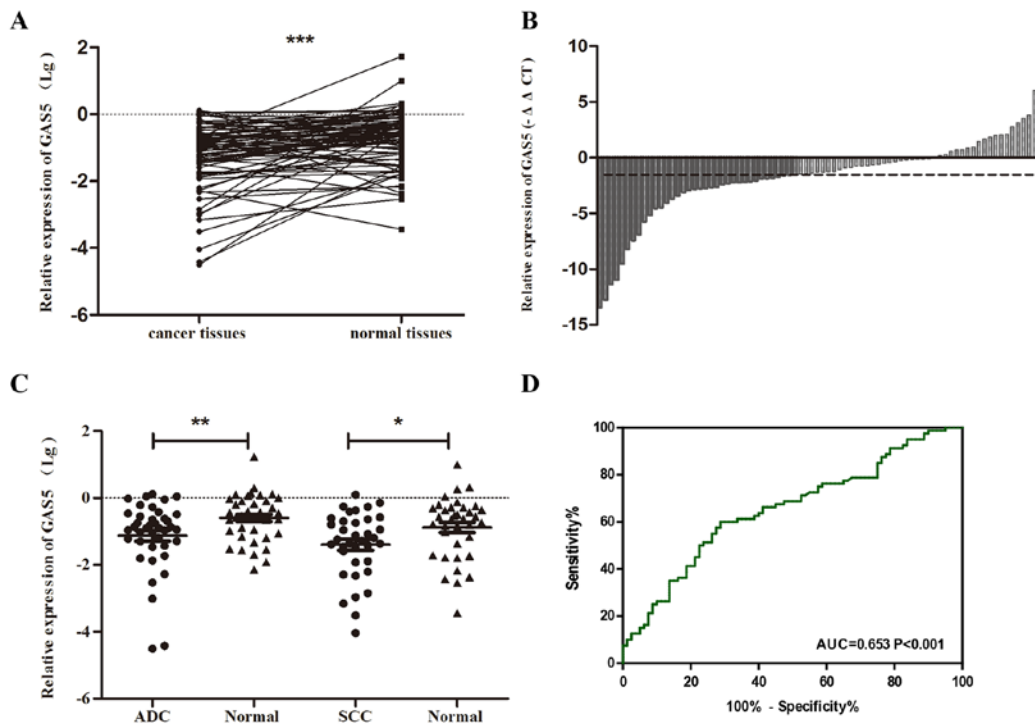 A
***
Relative expression of GAS5 （Lg）
2
0
-2
-4
-6
cancer tissues
normal tissues
B
Relative expression of GAS5 (- Δ Δ CT)
10
5
0
-5
-10
-15
C
**
*
Relative expression of GAS5 （Lg）
2
0
-2
-4
-6
ADC
Normal
SCC
Normal
D
Sensitivity%
100
80
60
40
20
0
AUC=0.653 P<0.001
0 20 40 60 80 100
100% - Specificity%